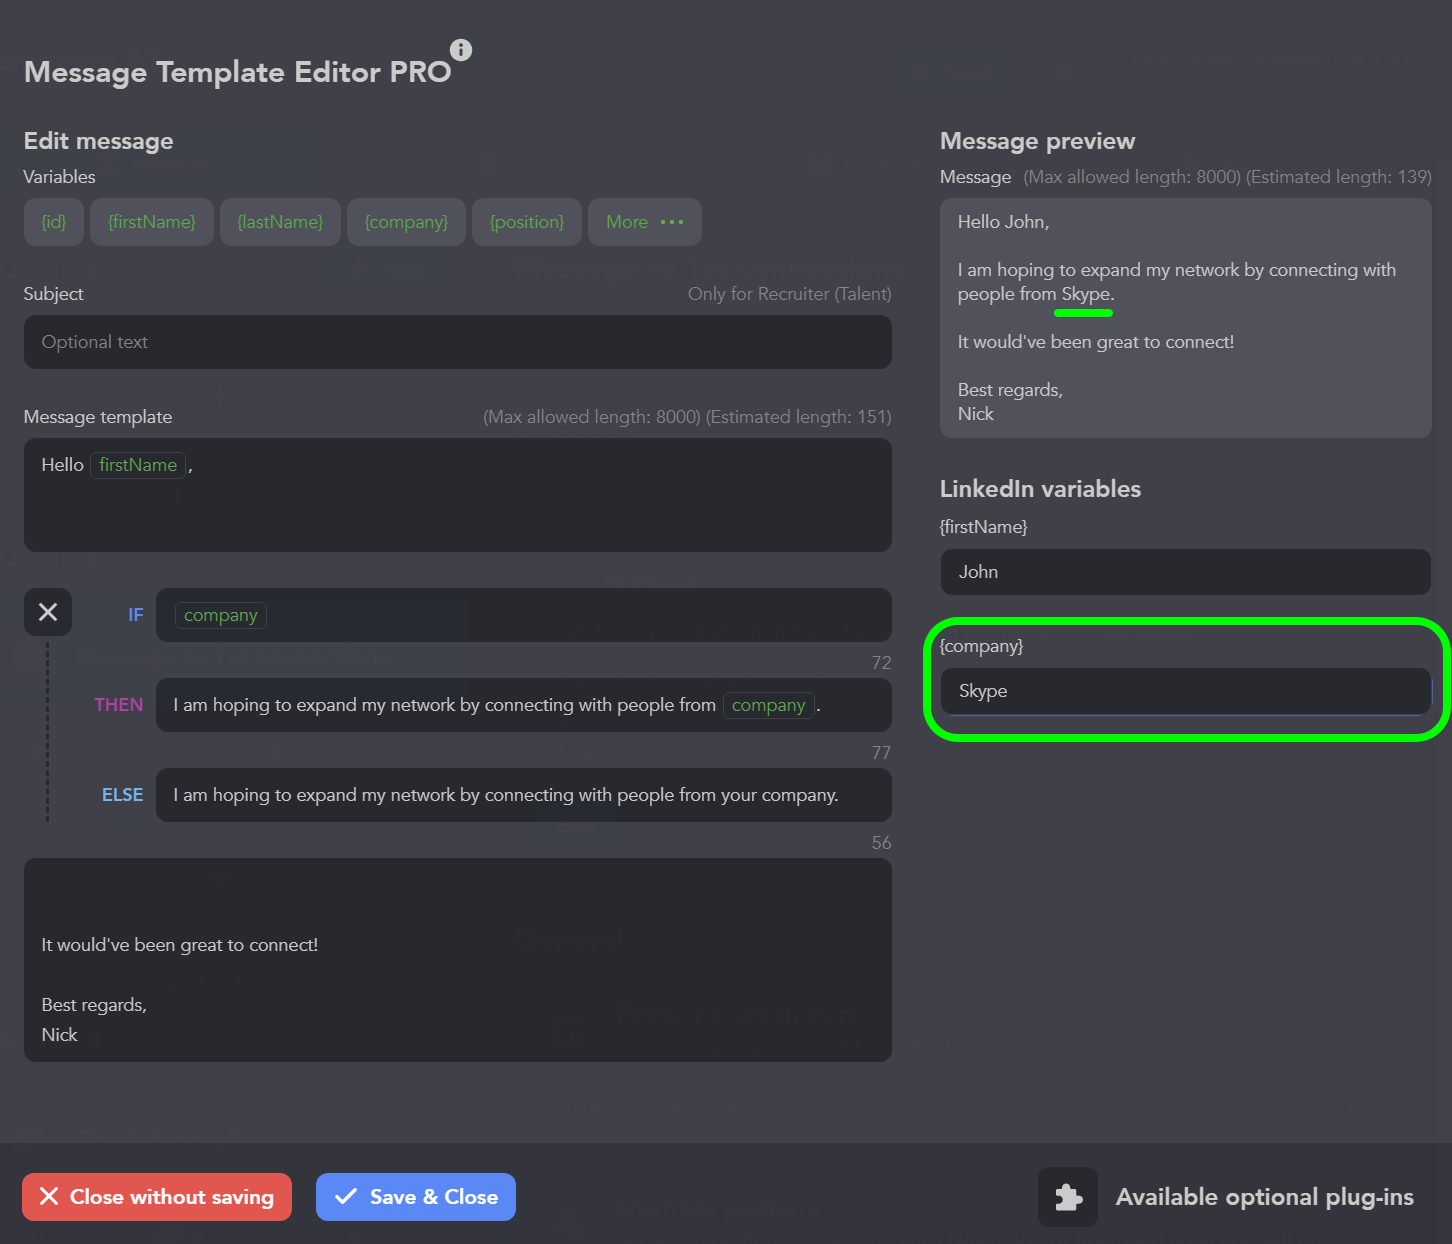 Message Template Editor PRO
Edit message
Variables
{id} {firstName} {lastName} {company} {position} More •••
Subject Only for Recruiter (Talent)
Optional text
Message template (Max allowed length: 8000) (Estimated length: 151)
Hello firstName ,
IF company
72
THEN I am hoping to expand my network by connecting with people from company .
77
ELSE I am hoping to expand my network by connecting with people from your company.
56
It would've been great to connect!
Best regards,
Nick
Message preview
Message (Max allowed length: 8000) (Estimated length: 139)
Hello John,
I am hoping to expand my network by connecting with
people from Skype.
It would've been great to connect!
Best regards,
Nick
LinkedIn variables
{firstName}
John
{company}
Skype
Close without saving Save & Close Available optional plug-ins